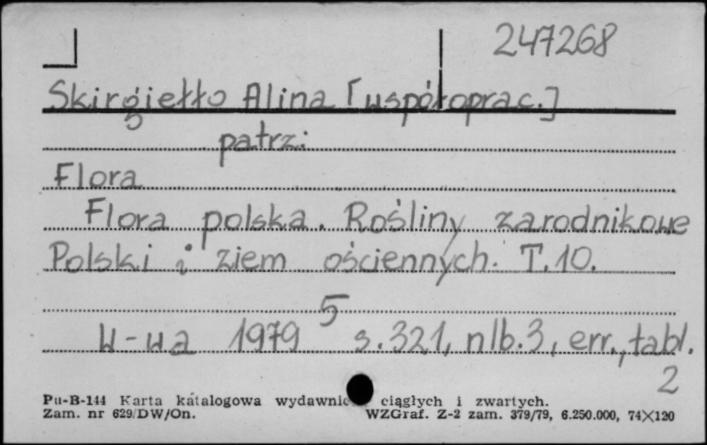 247268
Skirgiełło Alina [współoprac.]
patrz:
Flora
Flora polska. Rośliny zarodnikowe
Polski i ziem ościennych. T.10.
5
W-wa 1979 s.321, nlb.3, err., tabl.
2
Pu-B-144 Karta katalogowa ciągłych i zwartych.
Zam. nr 629/DW/On. WZGraf. Z-2 zam. 379/79, 6.250.000, 74×120